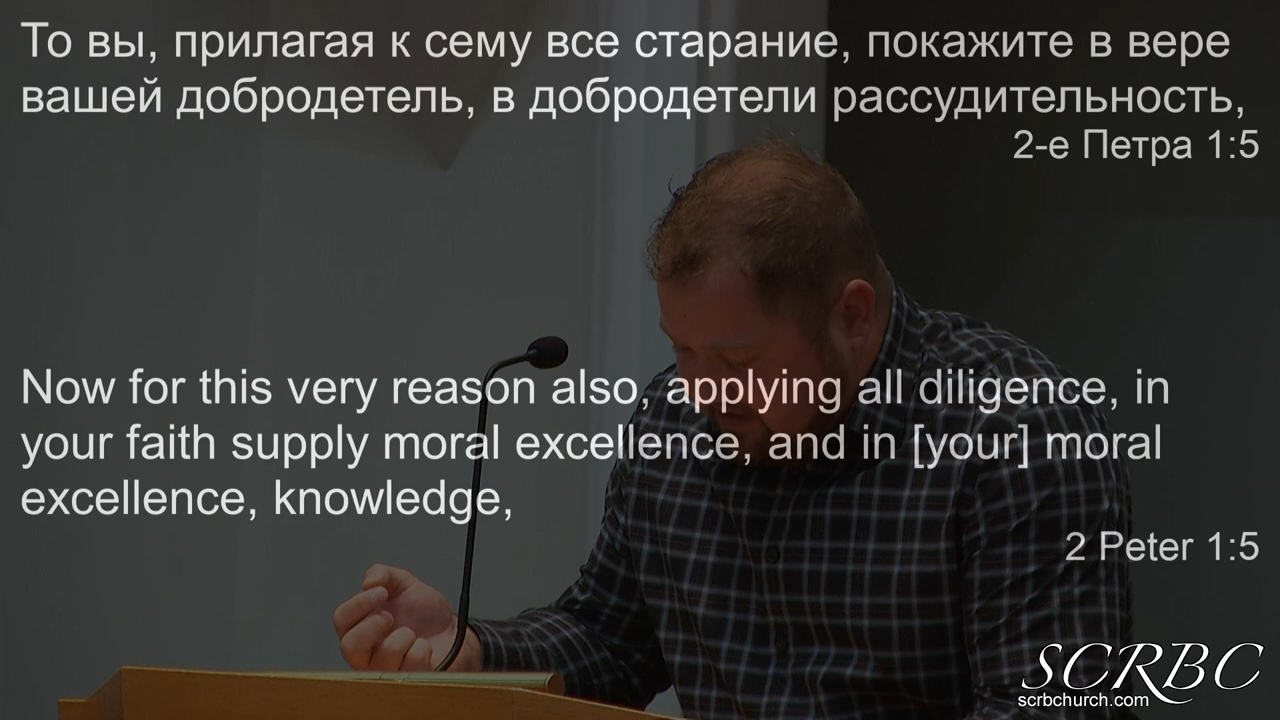 То вы, прилагая к сему все старание, покажите в вере
вашей добродетель, в добродетели рассудительность,
2-е Петра 1:5
Now for this very reason also, applying all diligence, in
your faith supply moral excellence, and in [your] moral
excellence, knowledge,
2 Peter 1:5
SCRBC
scrbchurch.com